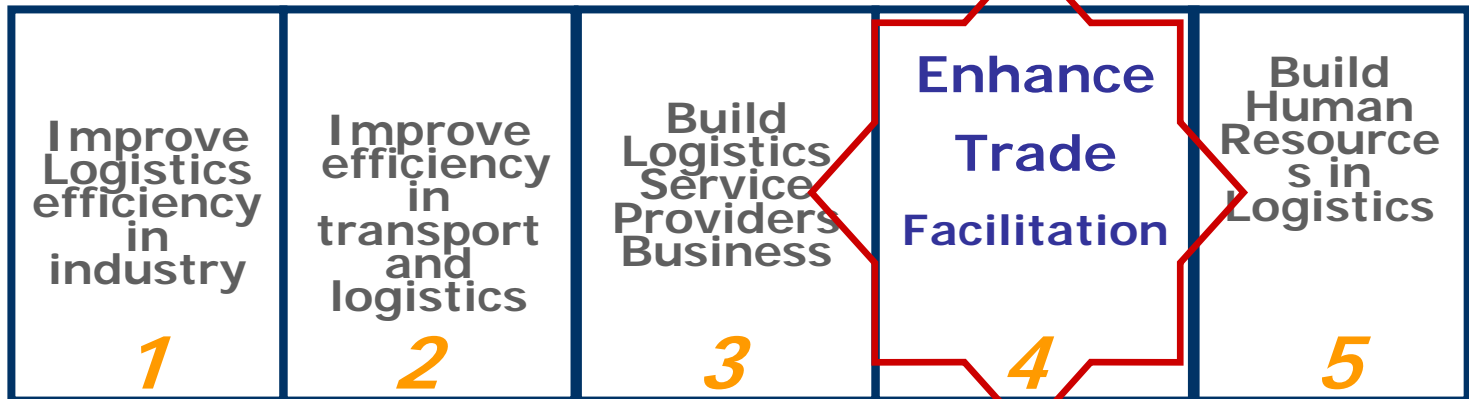 Improve
Logistics
efficiency
in
industry
1
Improve
efficiency
in
transport
and
logistics
2
Build
Logistics
Service
Providers
Business
3
Enhance
Trade
Facilitation
4
Build
Human
Resource
s in
Logistics
5